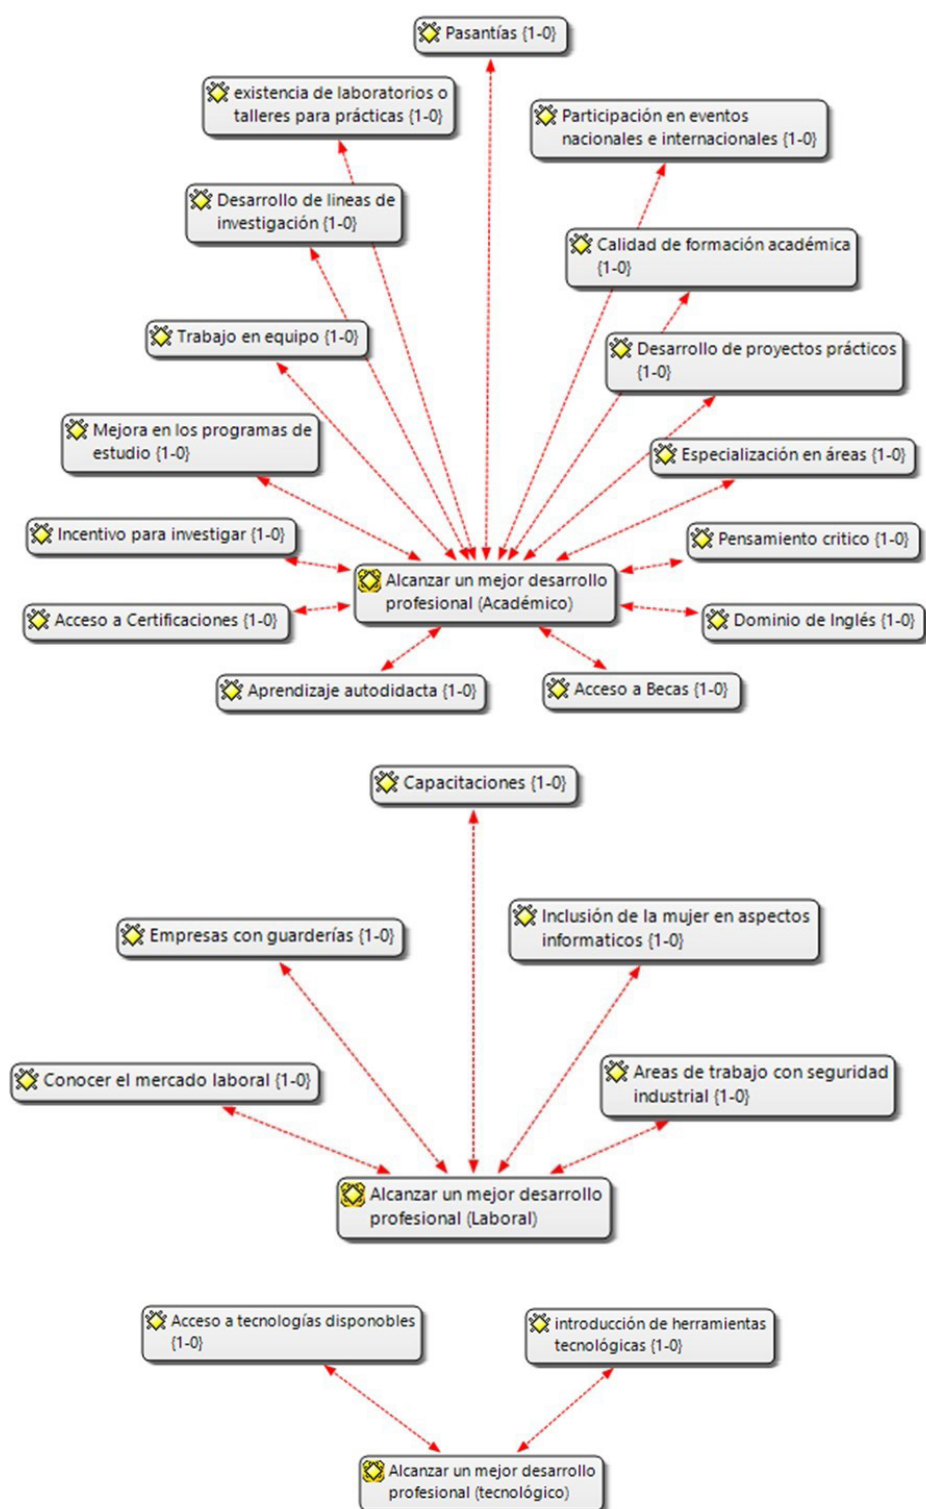 Pasantías {1-0}
existencia de laboratorios o
talleres para prácticas {1-0}
Participación en eventos
nacionales e internacionales {1-0}
Desarrollo de lineas de
investigación {1-0}
Calidad de formación académica
{1-0}
Trabajo en equipo {1-0}
Desarrollo de proyectos prácticos
{1-0}
Mejora en los programas de
estudio {1-0}
Especialización en áreas {1-0}
Incentivo para investigar {1-0}
Pensamiento critico {1-0}
Alcanzar un mejor desarrollo
profesional (Académico)
Acceso a Certificaciones {1-0}
Dominio de Inglés {1-0}
Aprendizaje autodidacta {1-0}
Acceso a Becas {1-0}
Capacitaciones {1-0}
Empresas con guarderías {1-0}
Inclusión de la mujer en aspectos
informaticos {1-0}
Conocer el mercado laboral {1-0}
Areas de trabajo con seguridad
industrial {1-0}
Alcanzar un mejor desarrollo
profesional (Laboral)
Acceso a tecnologías disponobles
{1-0}
introducción de herramientas
tecnológicas {1-0}
Alcanzar un mejor desarrollo
profesional (tecnológico)